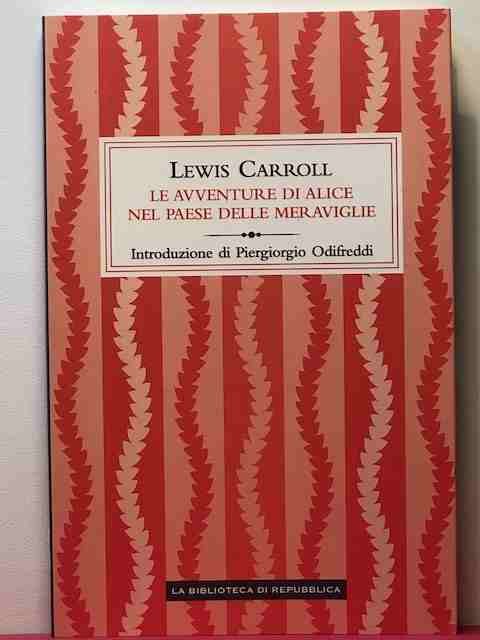 LEWIS CARROLL
LE AVVENTURE DI ALICE
NEL PAESE DELLE MERAVIGLIE
Introduzione di Piergiorgio Odifreddi
LA BIBLIOTECA DI REPUBBLICA